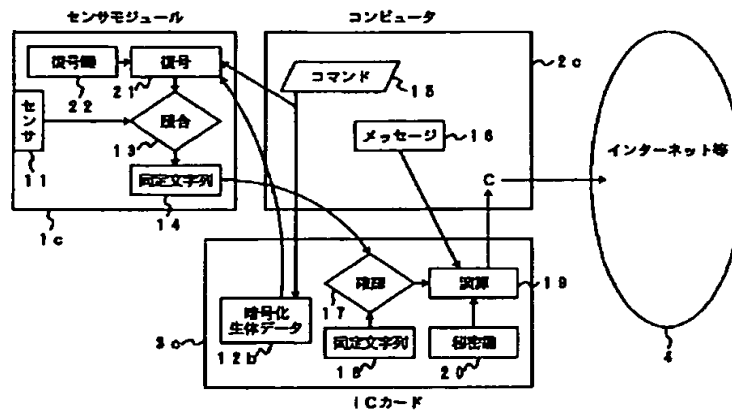 センサモジュール
コンピュータ
復号鍵
復号
コマンド
2c
22
21
15
センサ
照合
13
メッセージ
16
インターネット等
11
同定文字列
14
C
1c
確認
演算
19
17
暗号化
生体データ
12b
同定文字列
18
秘密鍵
20
3c
4
ICカード